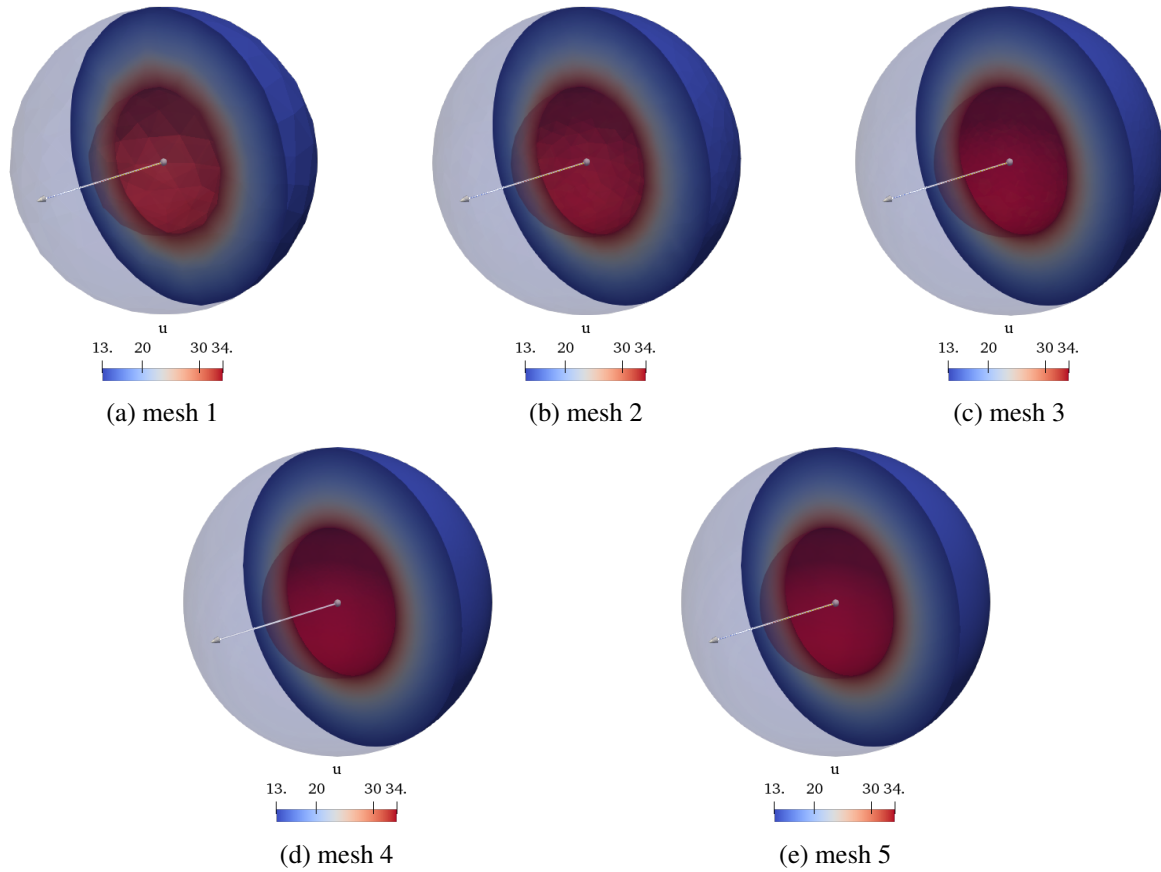 u
13. 20 30 34.
(a) mesh 1
u
13. 20 30 34.
(b) mesh 2
u
13. 20 30 34.
(c) mesh 3
u
13. 20 30 34.
(d) mesh 4
u
13. 20 30 34.
(e) mesh 5